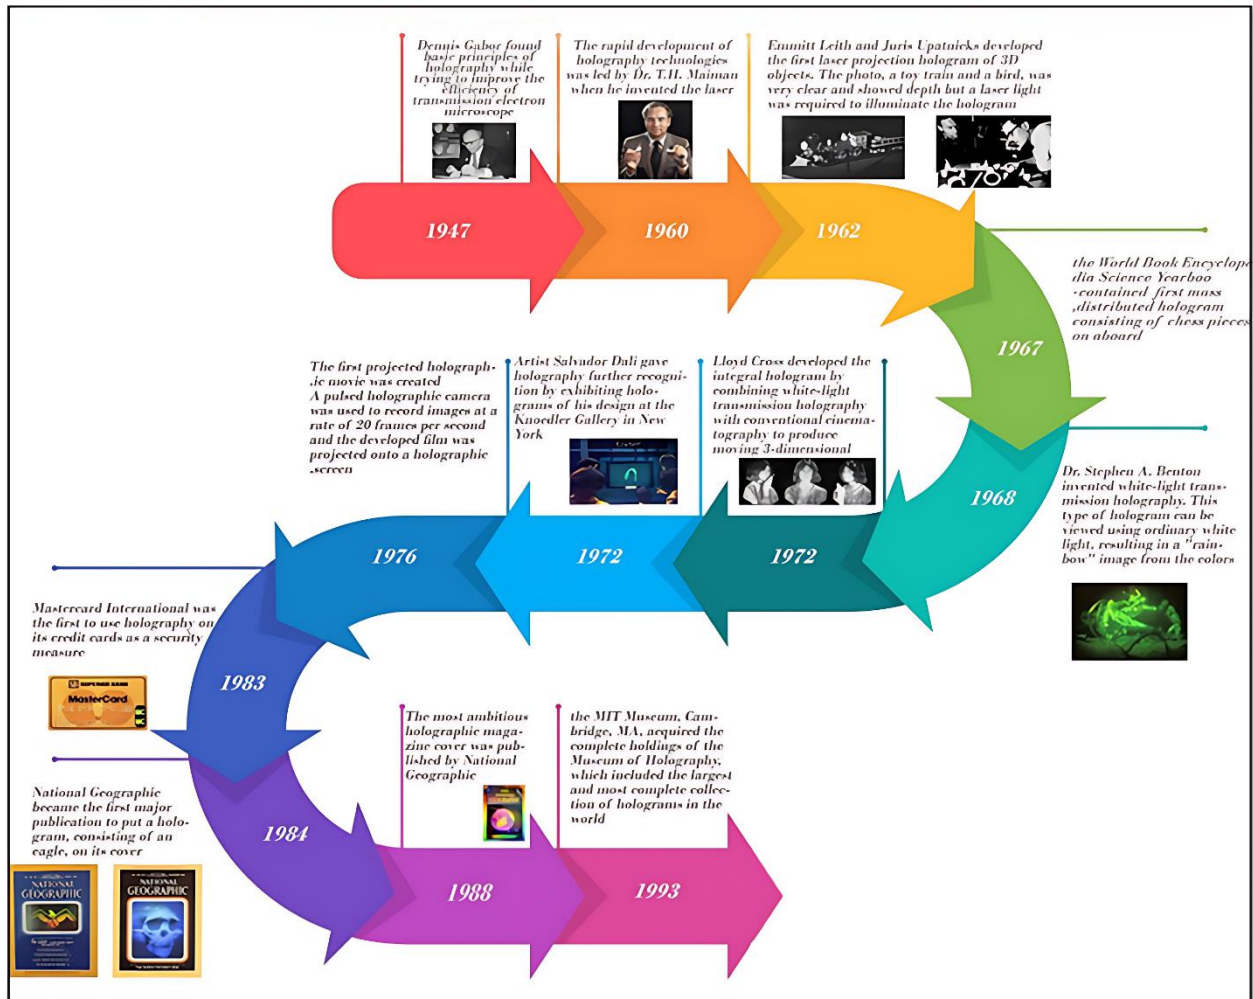 Dennis Gabor found
basic principles of
holography while
trying to improve the
efficiency of
transmission electron
microscope
The rapid development of
holography technologies
was led by Dr. T.H. Maiman
when he invented the laser
Emmitt Leith and Juris Upatnicks developed
the first laser projection hologram of 3D
objects. The photo, a toy train and a bird, was
very clear and showed depth but a laser light
was required to illuminate the hologram
1947
1960
1962
the World Book Encyclope
dia Science Yearboo
-contained first mass
,distributed hologram
consisting of chess pieces
on aboard
1967
The first projected holograph-
.ic movie was created
A pulsed holographic camera
was used to record images at a
rate of 20 frames per second
and the developed film was
projected onto a holographic
.screen
Artist Salvador Dali gave
holography further recogni-
tion by exhibiting holo-
grams of his design at the
Knoedler Gallery in New
York
Lloyd Cross developed the
integral hologram by
combining white-light
transmission holography
with conventional cinema-
tography to produce
moving 3-dimensional
1968
Dr. Stephen A. Benton
invented white-light trans-
mission holography. This
type of hologram can be
viewed using ordinary white
light, resulting in a "rain-
bow" image from the colors
1976
1972
1972
Mastercard International was
the first to use holography on
its credit cards as a security
measure
SUPERIOR BANK
MasterCard
1983
The most ambitious
holographic maga-
zine cover was pub-
lished by National
Geographic
the MIT Museum, Cam-
bridge, MA, acquired the
complete holdings of the
Museum of Holography,
which included the largest
and most complete collec-
tion of holograms in the
world
National Geographic
became the first major
publication to put a holo-
gram, consisting of an
eagle, on its cover
1984
NATIONAL
GEOGRAPHIC
NATIONAL
GEOGRAPHIC
1988
1993